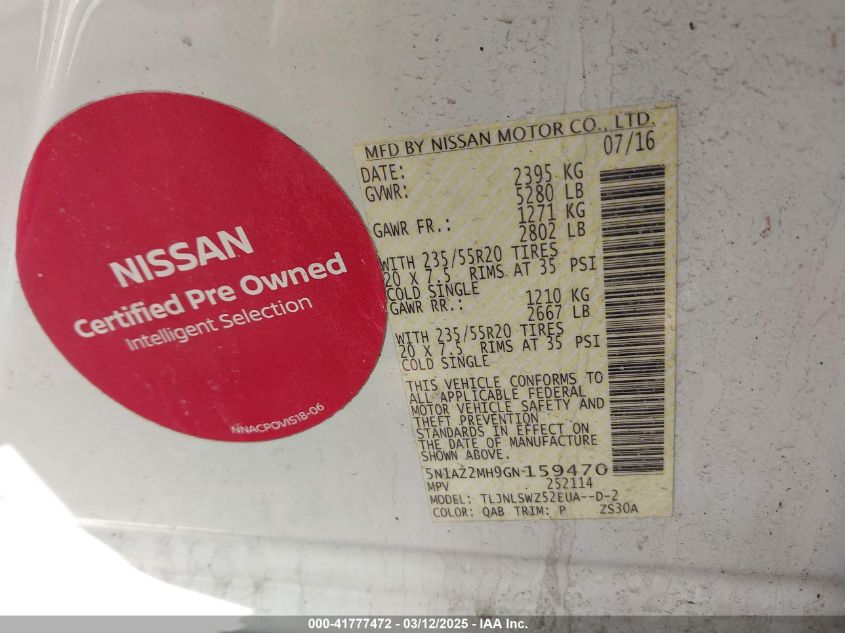 NISSAN
Certified Pre Owned
Intelligent Selection
NNACPOVIS18-06
MFD BY NISSAN MOTOR CO., LTD.
DATE: 07/16
GVWR: 2395 KG
5280 LB
GAWR FR.: 1271 KG
2802 LB
WITH 235/55R20 TIRES
20 X 7.5 RIMS AT 35 PSI
COLD SINGLE
GAWR RR.: 1210 KG
2667 LB
WITH 235/55R20 TIRES
20 X 7.5 RIMS AT 35 PSI
COLD SINGLE
THIS VEHICLE CONFORMS TO
ALL APPLICABLE FEDERAL
MOTOR VEHICLE SAFETY AND
THEFT PREVENTION
STANDARDS IN EFFECT ON
THE DATE OF MANUFACTURE
SHOWN ABOVE.
5N1AZ2MH9GN-159470
MPV 252114
MODEL: TLJNLSWZ52EUA--D-2
COLOR: QAB TRIM: P ZS30A
000-41777472 - 03/12/2025 - IAA Inc.